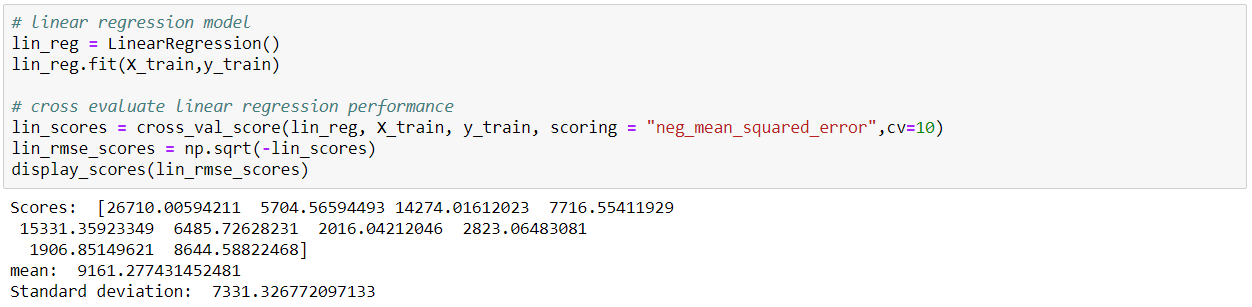 # linear regression model
lin_reg = LinearRegression()
lin_reg.fit(X_train,y_train)
# cross evaluate linear regression performance
lin_scores = cross_val_score(lin_reg, X_train, y_train, scoring = "neg_mean_squared_error",cv=10)
lin_rmse_scores = np.sqrt(-lin_scores)
display_scores(lin_rmse_scores)
Scores:  [26710.00594211  5704.56594493 14274.01612023  7716.55411929
 15331.35923349  6485.72628231  2016.04212046  2823.06483081
  1906.85149621  8644.58822468]
mean:  9161.277431452481
Standard deviation:  7331.326772097133